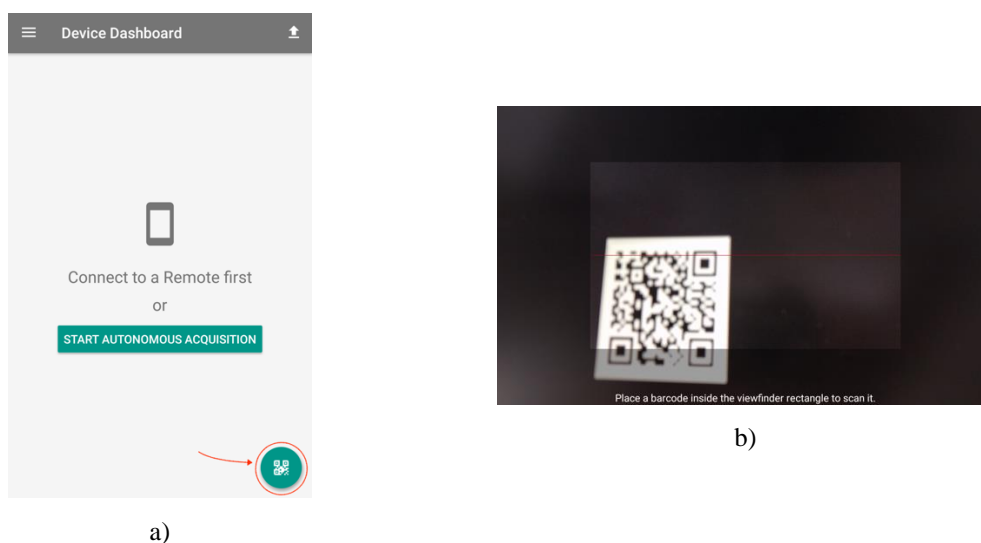 Device Dashboard
Connect to a Remote first
or
START AUTONOMOUS ACQUISITION
a)
Place a barcode inside the viewfinder rectangle to scan it.
b)